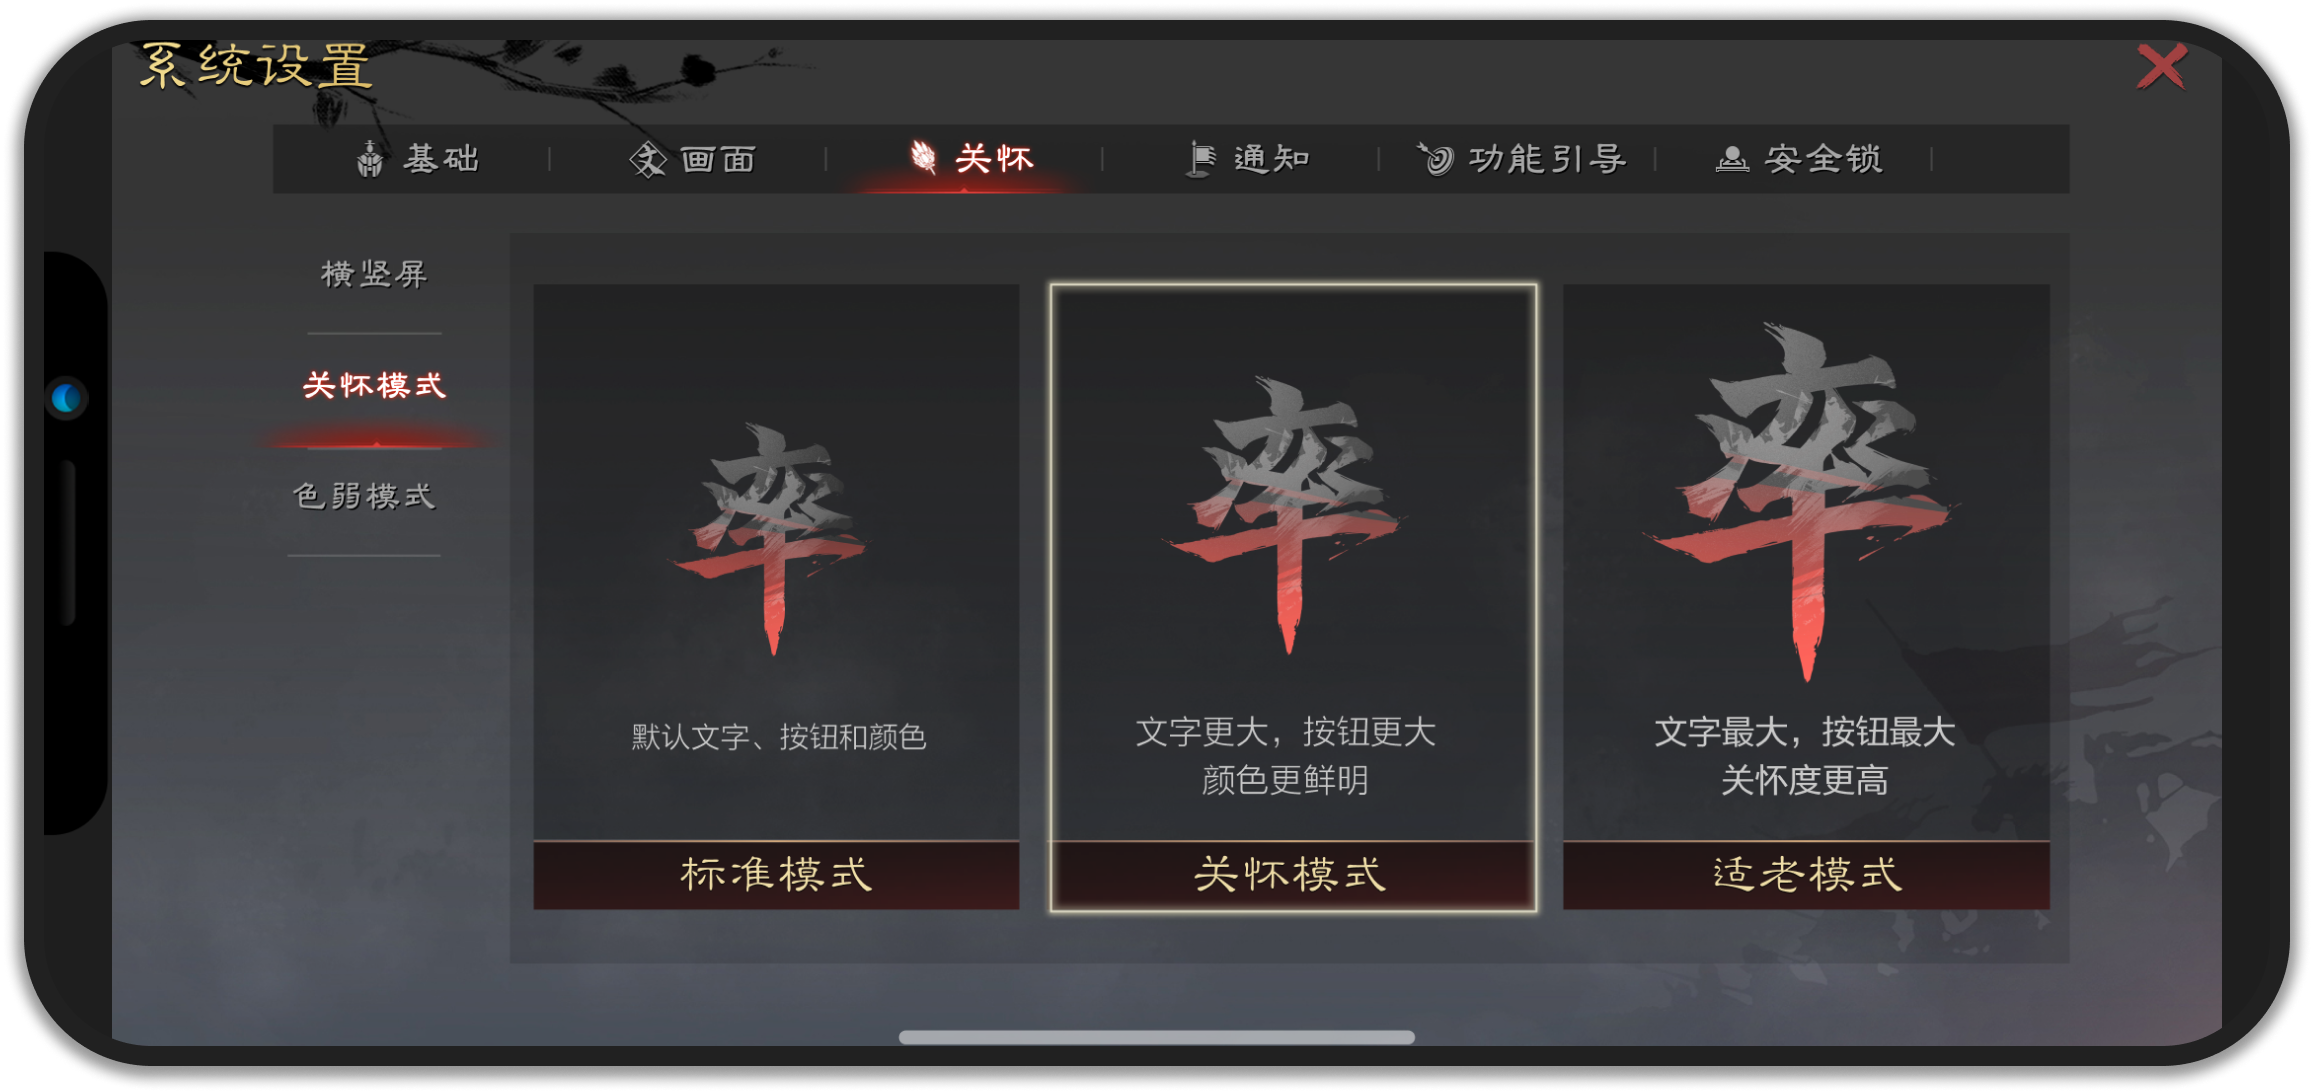 系统设置
基础
画面
关怀
通知
功能引导
安全锁
横竖屏
关怀模式
色弱模式
率
默认文字、按钮和颜色
标准模式
率
文字更大，按钮更大
颜色更鲜明
关怀模式
率
文字最大，按钮最大
关怀度更高
适老模式